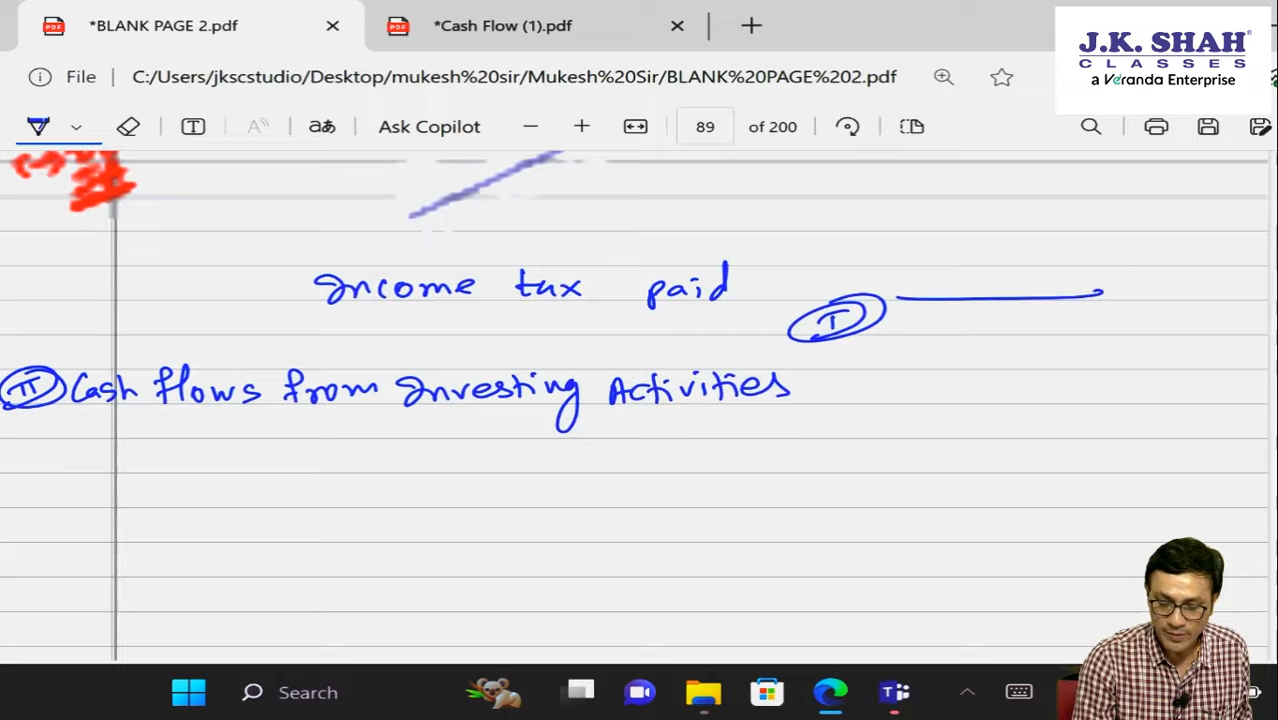 *BLANK PAGE 2.pdf
*Cash Flow (1).pdf
J.K. SHAH®
CLASSES
a Veranda Enterprise
File C:/Users/jkscstudio/Desktop/mukesh%20sir/Mukesh%20Sir/BLANK%20PAGE%202.pdf
Ask Copilot 89 of 200
Income tax paid
I
II Cash flows from Investing Activities
Search